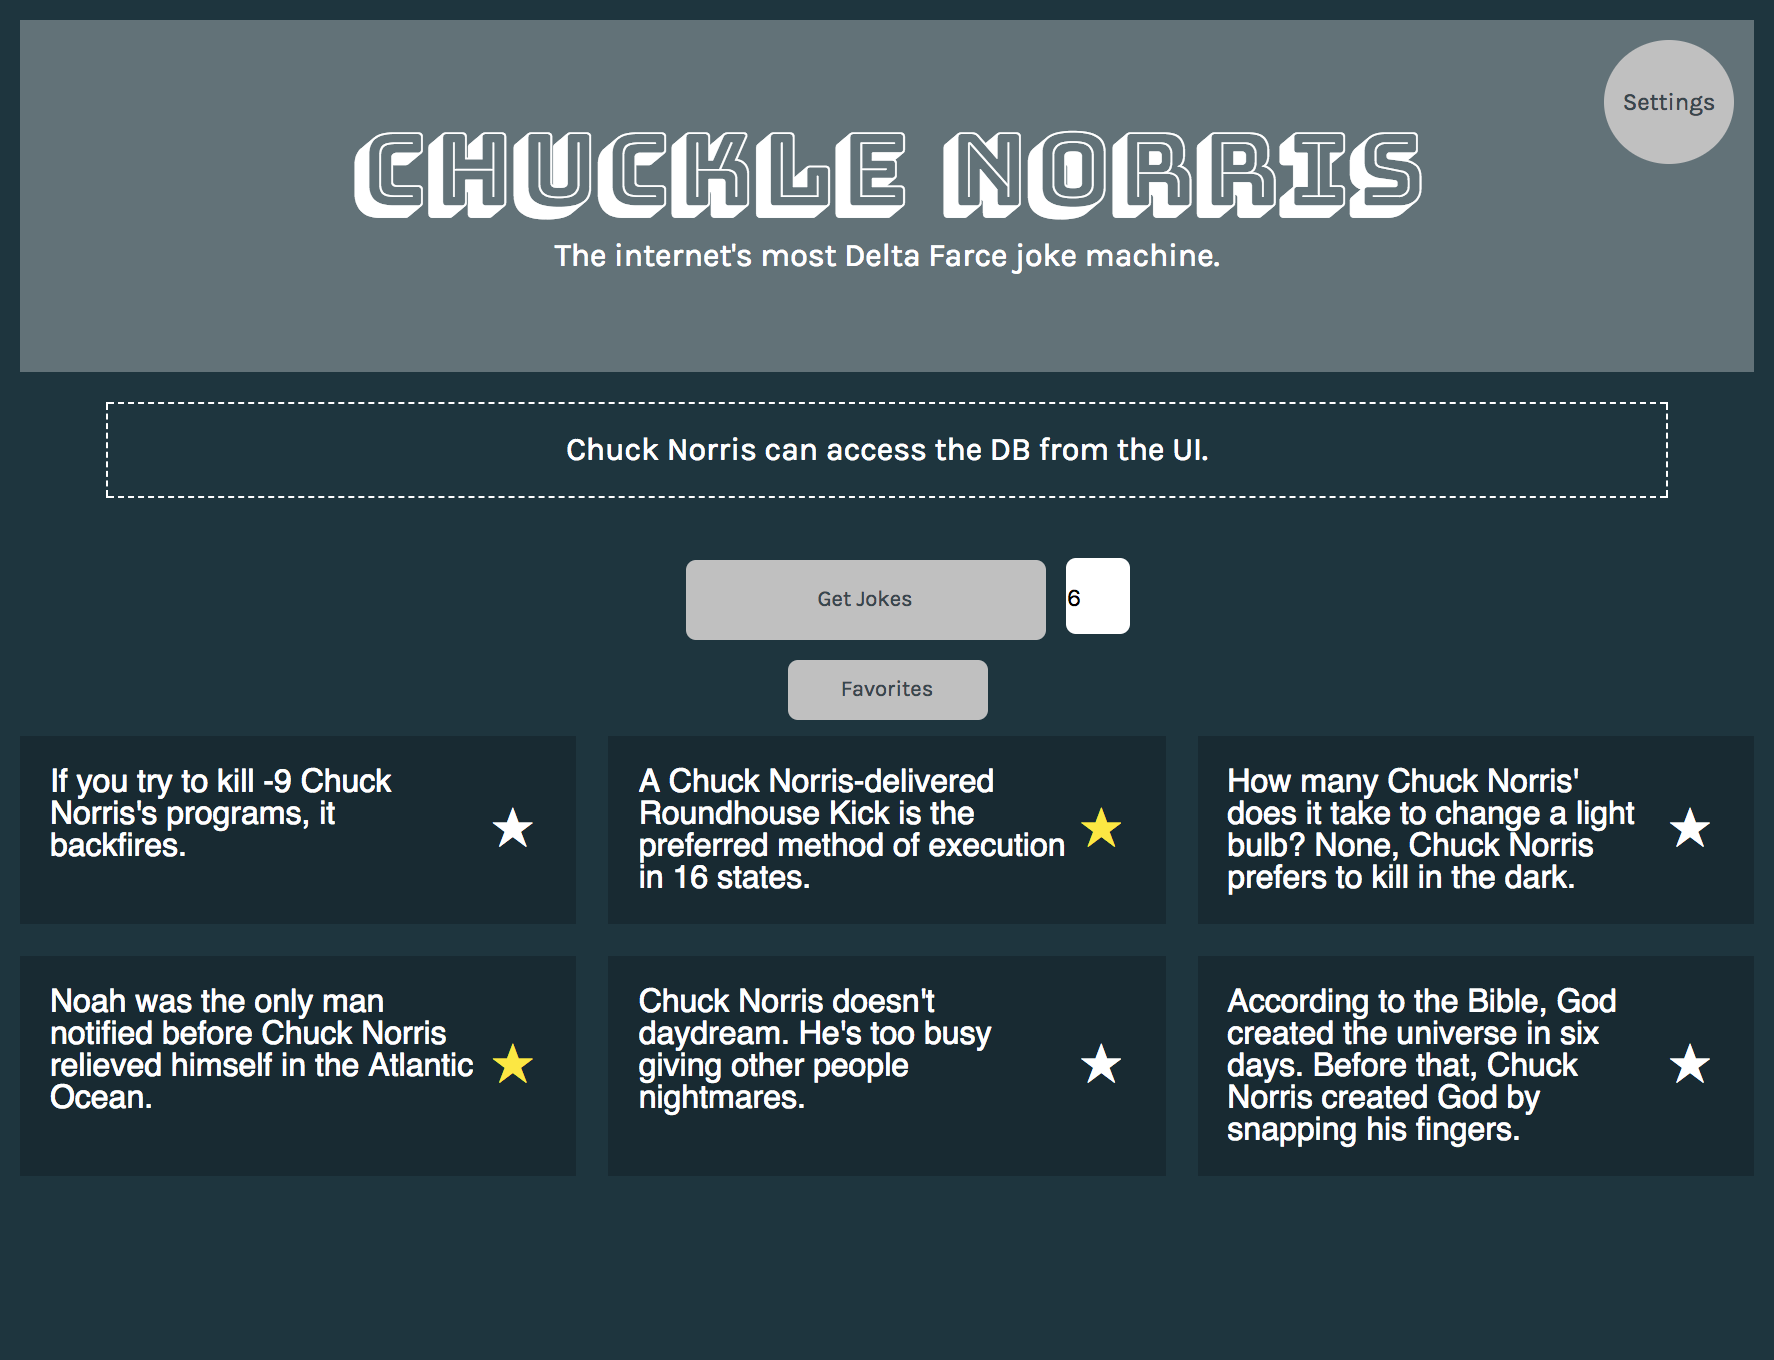 Settings
CHUCKLE NORRIS
The internet's most Delta Farce joke machine.
Chuck Norris can access the DB from the UI.
Get Jokes
6
Favorites
If you try to kill -9 Chuck
Norris's programs, it
backfires.
A Chuck Norris-delivered
Roundhouse Kick is the
preferred method of execution
in 16 states.
How many Chuck Norris'
does it take to change a light
bulb? None, Chuck Norris
prefers to kill in the dark.
Noah was the only man
notified before Chuck Norris
relieved himself in the Atlantic
Ocean.
Chuck Norris doesn't
daydream. He's too busy
giving other people
nightmares.
According to the Bible, God
created the universe in six
days. Before that, Chuck
Norris created God by
snapping his fingers.